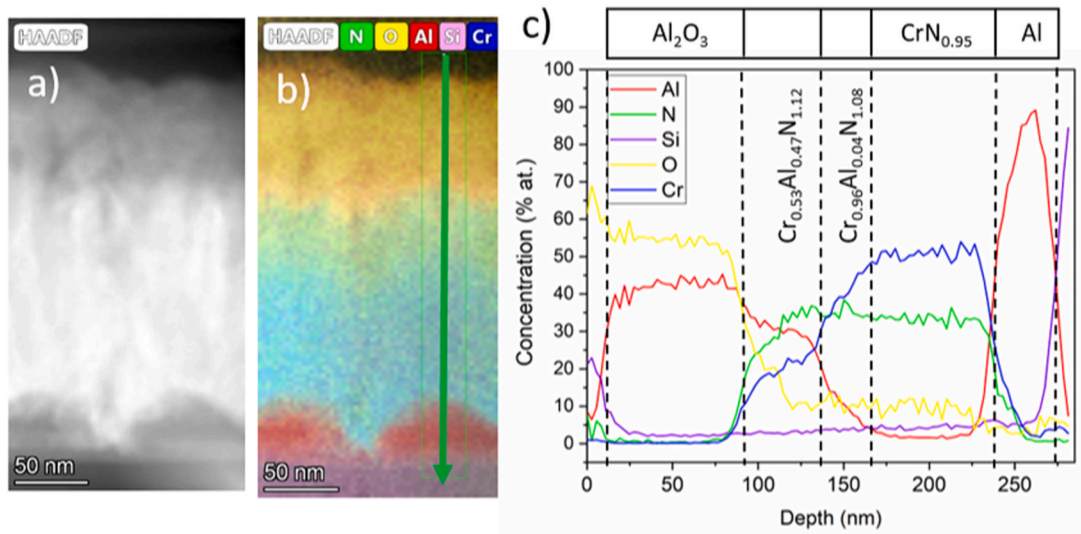 HAADF
a)
50 nm
HAADF N O Al Si Cr
b)
50 nm
c)
Al₂O₃ CrN₀.₉₅ Al
Cr₀.₅₃Al₀.₄₇N₁.₁₂
Cr₀.₉₆Al₀.₀₄N₁.₀₈
Al
N
Si
O
Cr
Concentration (% at.)
100
90
80
70
60
50
40
30
20
10
0
0 50 100 150 200 250
Depth (nm)